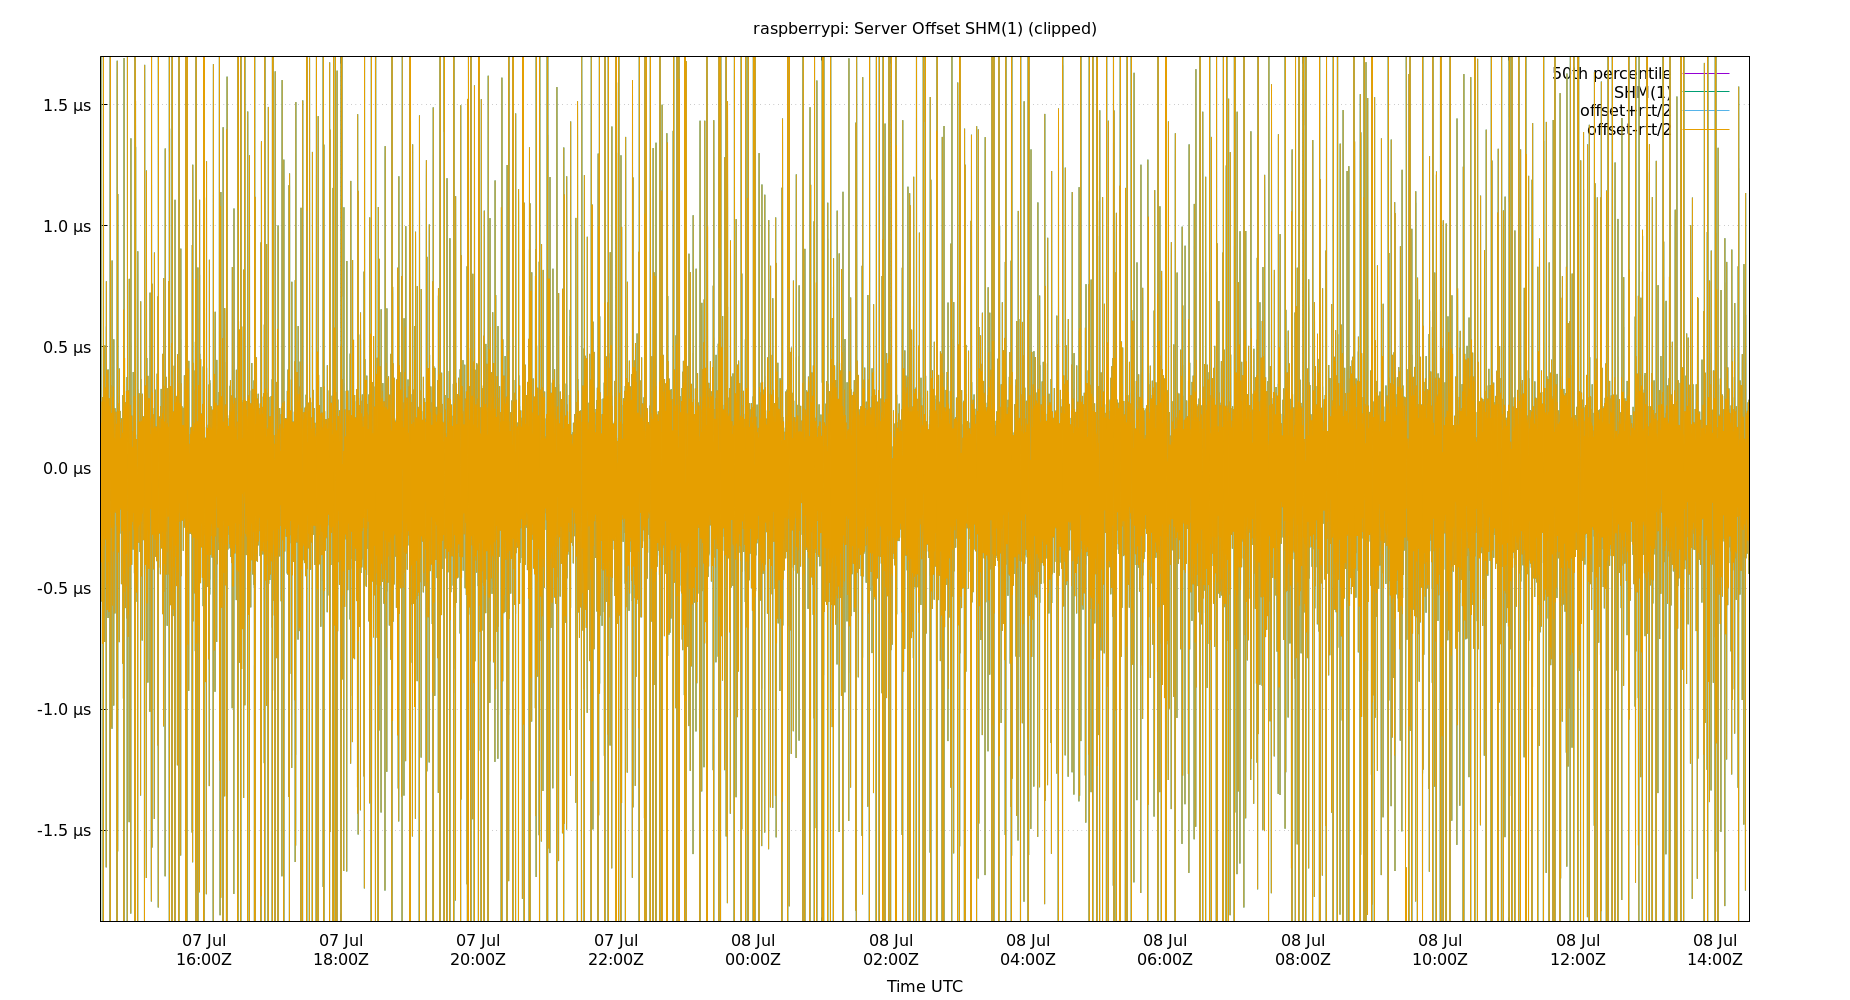 raspberrypi: Server Offset SHM(1) (clipped)
50th percentile
SHM(1)
offset+rtt/2
offset-rtt/2
1.5 µs
1.0 µs
0.5 µs
0.0 µs
-0.5 µs
-1.0 µs
-1.5 µs
07 Jul 07 Jul 07 Jul 07 Jul 08 Jul 08 Jul 08 Jul 08 Jul 08 Jul 08 Jul 08 Jul 08 Jul
16:00Z 18:00Z 20:00Z 22:00Z 00:00Z 02:00Z 04:00Z 06:00Z 08:00Z 10:00Z 12:00Z 14:00Z
Time UTC